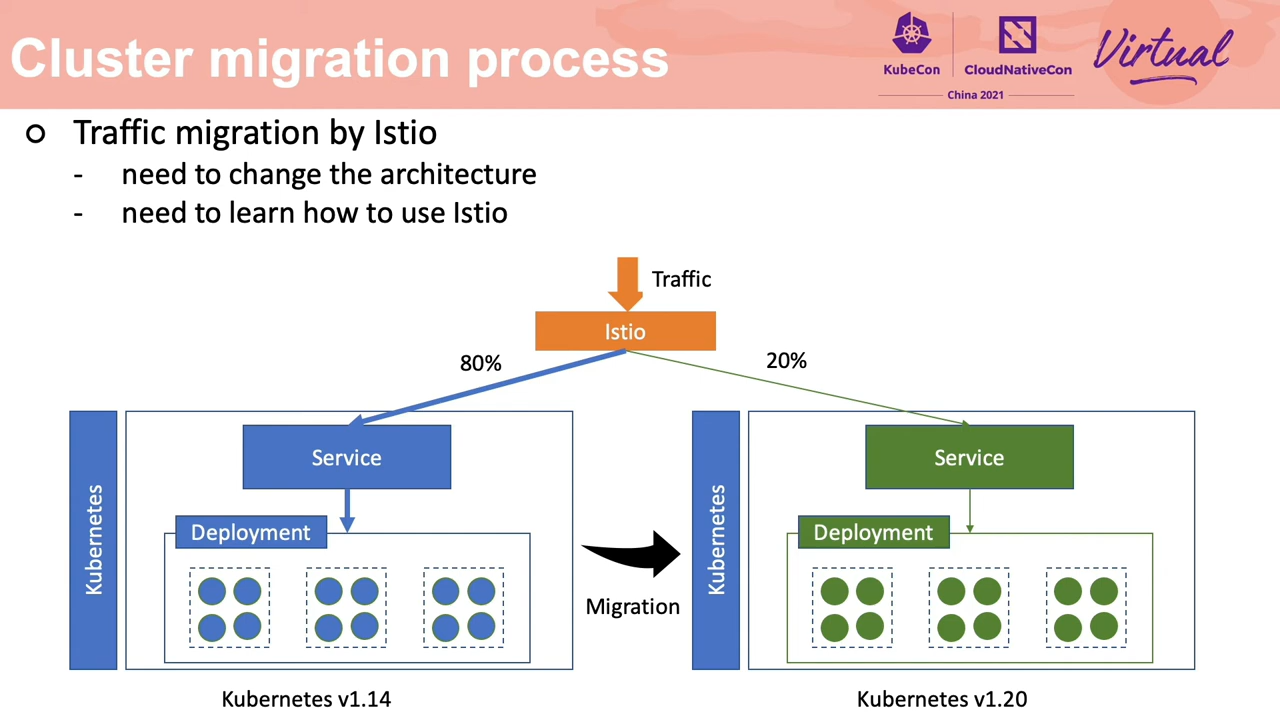 Cluster migration process
KubeCon
CloudNativeCon
China 2021
Virtual
Traffic migration by Istio
- need to change the architecture
- need to learn how to use Istio
Traffic
Istio
80%
20%
Kubernetes
Service
Deployment
Kubernetes v1.14
Migration
Kubernetes
Service
Deployment
Kubernetes v1.20